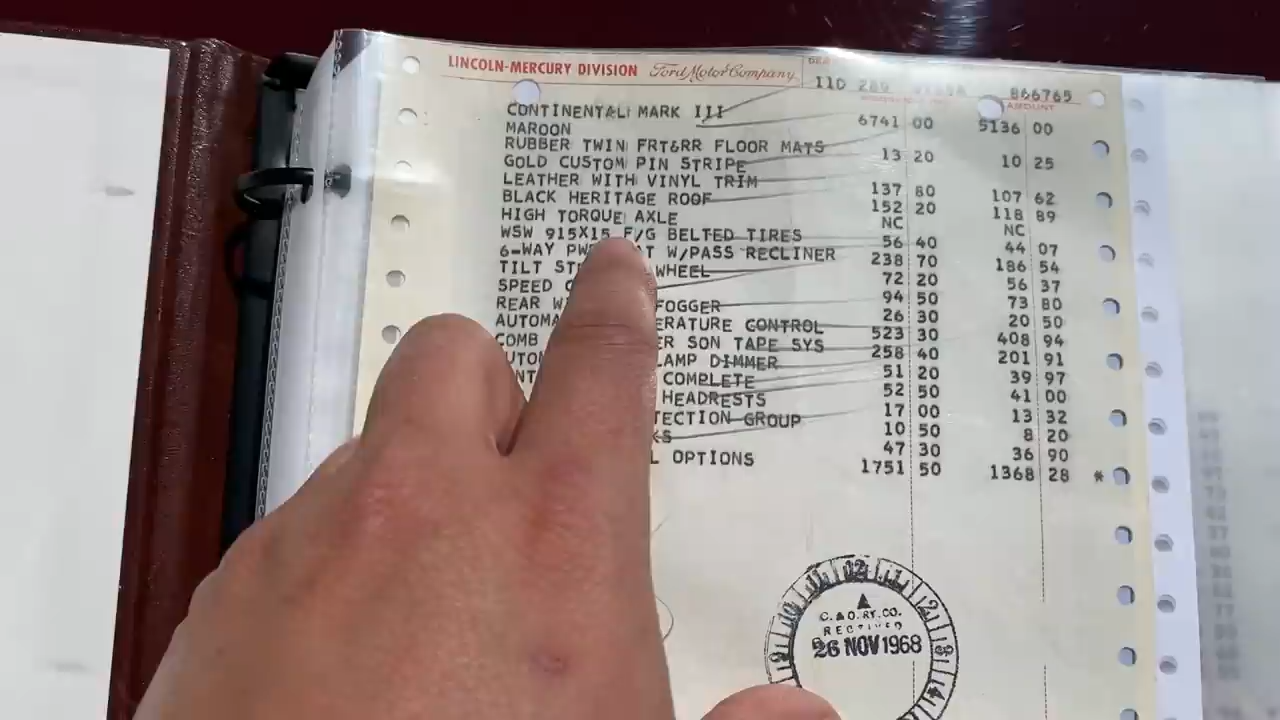 LINCOLN-MERCURY DIVISION Ford Motor Company
11D 289 866765
AMOUNT
CONTINENTAL MARK III 6741 00 5136 00
MAROON
RUBBER TWIN FRT&RR FLOOR MATS 13 20 10 25
GOLD CUSTOM PIN STRIPE
LEATHER WITH VINYL TRIM 137 80 107 62
BLACK HERITAGE ROOF 152 20 118 89
HIGH TORQUE AXLE NC NC
WSW 915X15 F/G BELTED TIRES 56 40 44 07
6-WAY PW AT W/PASS RECLINER 238 70 186 54
TILT ST WHEEL 72 20 56 37
SPEED 94 50 73 80
REAR FOGGER 26 30 20 50
AUTOMA ERATURE CONTROL 523 30 408 94
COMB ER SON TAPE SYS 258 40 201 91
AMP DIMMER 51 20 39 97
COMPLETE 52 50 41 00
HEADRESTS 17 00 13 32
TECTION GROUP 10 50 8 20
KS 47 30 36 90
L OPTIONS 1751 50 1368 28 *
C. & O. RY. CO.
RECEIVED
26 NOV 1968